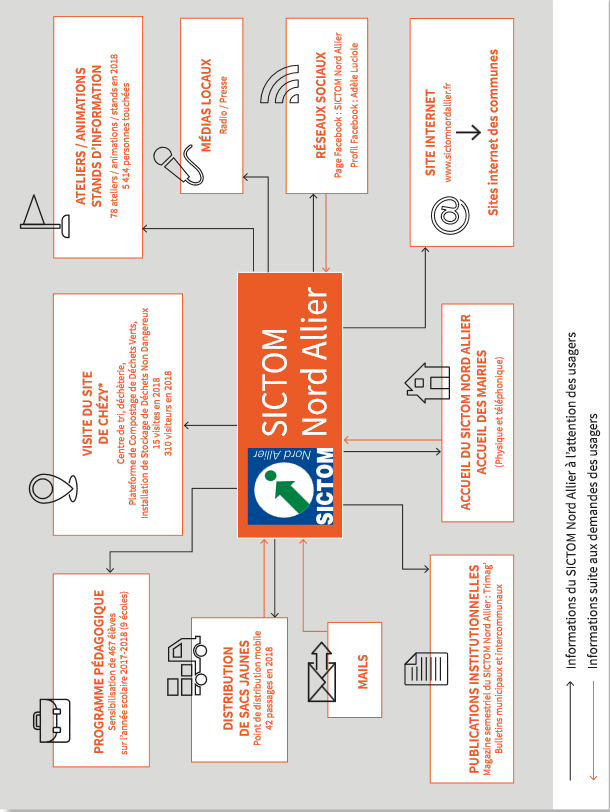 PROGRAMME PÉDAGOGIQUE
Sensibilisation de 467 élèves
sur l'année scolaire 2017-2018 (9 écoles)
VISITE DU SITE
DE CHÉZY*
Centre de tri, déchèterie,
Plateforme de Compostage de Déchets Verts,
Installation de Stockage de Déchets Non Dangereux
15 visites en 2018
310 visiteurs en 2018
ATELIERS / ANIMATIONS
STANDS D'INFORMATION
78 ateliers / animations / stands en 2018
5 414 personnes touchées
MÉDIAS LOCAUX
Radio / Presse
DISTRIBUTION
DE SACS JAUNES
Point de distribution mobile
42 passages en 2018
SICTOM
Nord Allier
Nord Allier
SICTOM
RÉSEAUX SOCIAUX
Page Facebook : SICTOM Nord Allier
Profil Facebook : Adèle Luciole
MAILS
SITE INTERNET
www.sictomnordallier.fr
Sites internet des communes
@
ACCUEIL DU SICTOM NORD ALLIER
ACCUEIL DES MAIRIES
(Physique et téléphonique)
PUBLICATIONS INSTITUTIONNELLES
Magazine semestriel du SICTOM Nord Allier : Trimag'
Bulletins municipaux et intercommunaux
Informations du SICTOM Nord Allier à l'attention des usagers
Informations suite aux demandes des usagers